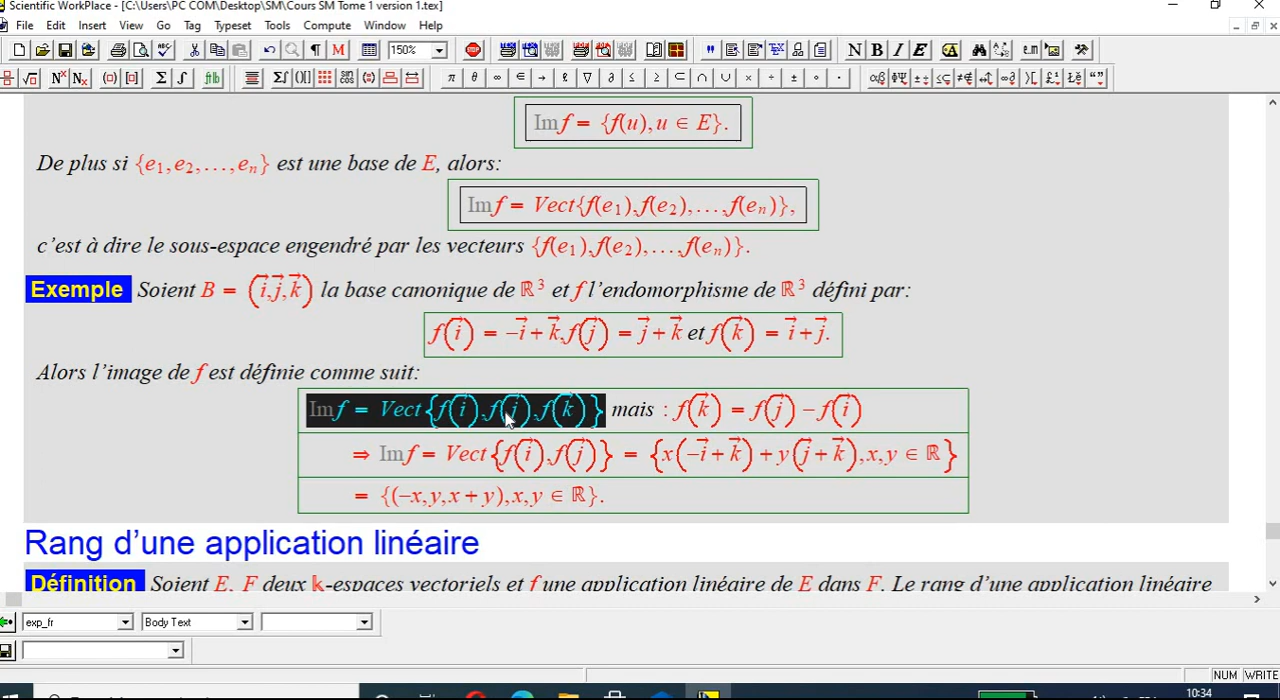 Scientific WorkPlace - [C:\Users\PC COM\Desktop\SM\Cours SM Tome 1 version 1.tex]
File Edit Insert View Go Tag Typeset Tools Compute Window Help
150%
Im f = {f(u), u ∈ E}.
De plus si {e₁, e₂, …, eₙ} est une base de E, alors:
Im f = Vect{f(e₁), f(e₂), …, f(eₙ)},
c'est à dire le sous-espace engendré par les vecteurs {f(e₁), f(e₂), …, f(eₙ)}.
Exemple Soient B = (i⃗, j⃗, k⃗) la base canonique de ℝ³ et f l'endomorphisme de ℝ³ défini par:
f(i⃗) = −i⃗ + k⃗, f(j⃗) = j⃗ + k⃗ et f(k⃗) = i⃗ + j⃗.
Alors l'image de f est définie comme suit:
Im f = Vect{f(i⃗), f(j⃗), f(k⃗)} mais : f(k⃗) = f(j⃗) − f(i⃗)
⇒ Im f = Vect{f(i⃗), f(j⃗)} = {x(−i⃗ + k⃗) + y(j⃗ + k⃗), x, y ∈ ℝ}
= {(−x, y, x + y), x, y ∈ ℝ}.
Rang d'une application linéaire
Définition Soient E, F deux 𝕜-espaces vectoriels et f une application linéaire de E dans F. Le rang d'une application linéaire
exp_fr Body Text
NUM WRITE
10:34